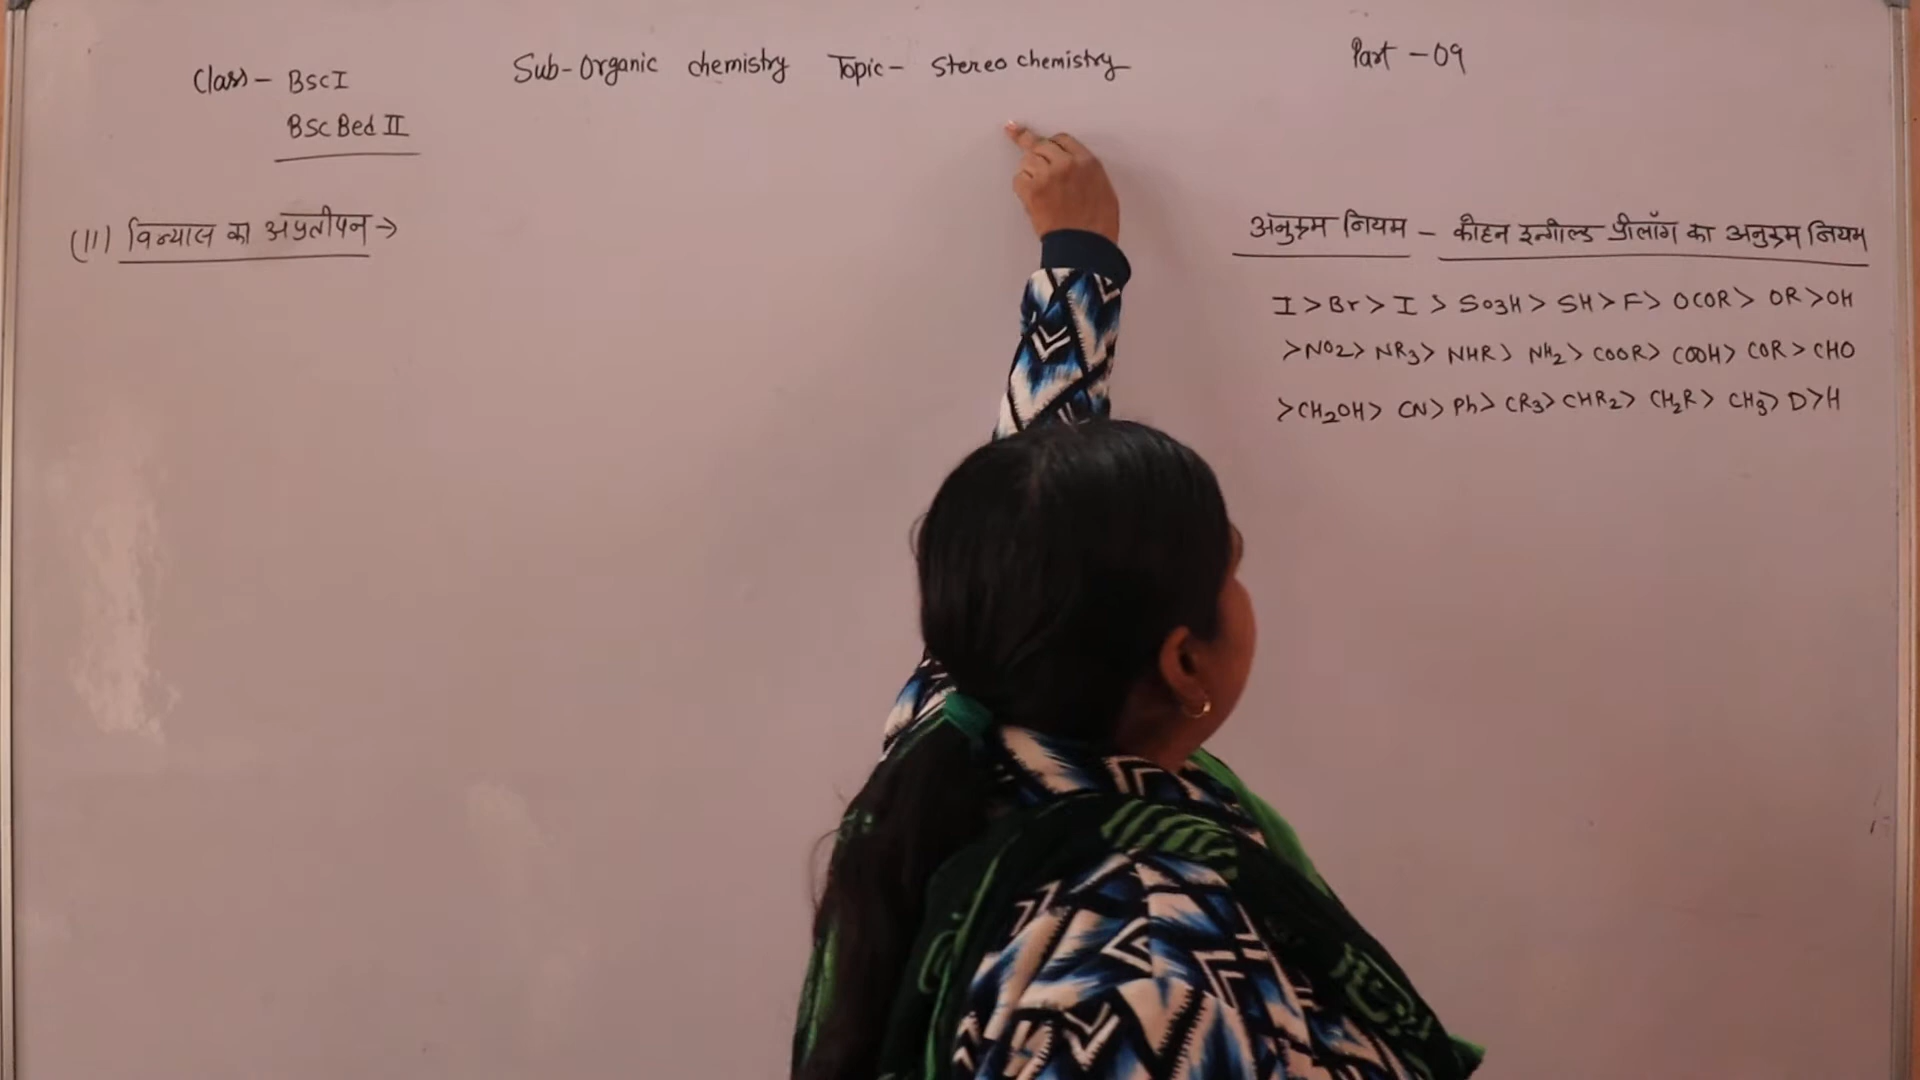 Class - BSc I
BSc Bed II
Sub-Organic chemistry Topic- Stereo chemistry
Part - 09
(11) विन्यास का अप्रतीपन →
अनुक्रम नियम - कॉहन इन्गोल्ड प्रीलॉग का अनुक्रम नियम
I > Br > I > SO3H > SH > F > OCOR > OR > OH
> NO2 > NR3 > NHR > NH2 > COOR > COOH > COR > CHO
> CH2OH > CN > Ph > CR3 > CHR2 > CH2R > CH3 > D > H